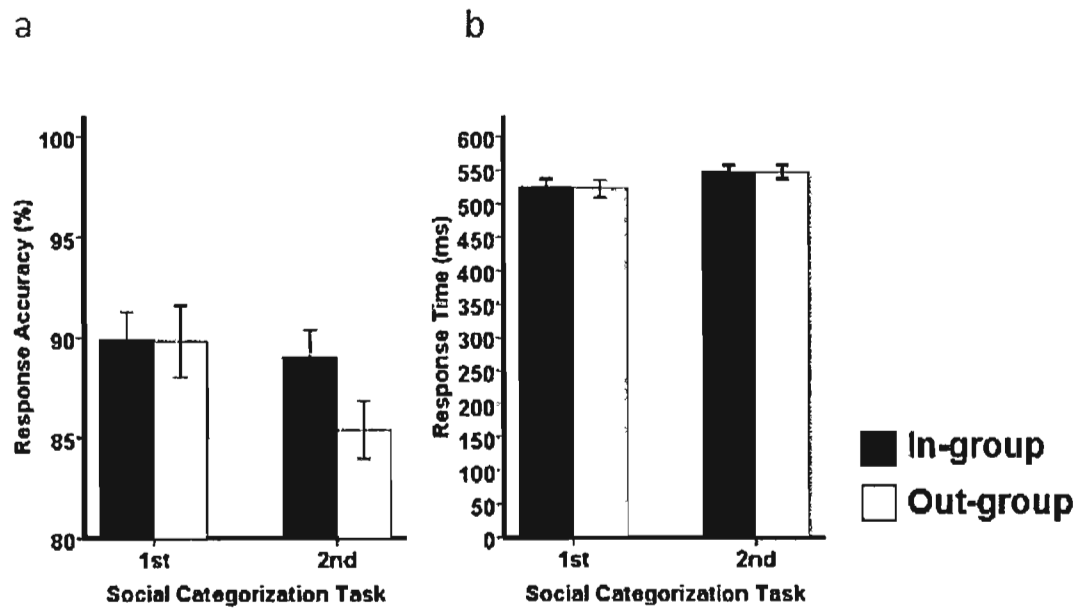 a
b
Response Accuracy (%)
100
95
90
85
80
1st
2nd
Social Categorization Task
Response Time (ms)
600
550
500
450
400
350
300
250
200
150
100
50
0
1st
2nd
Social Categorization Task
In-group
Out-group